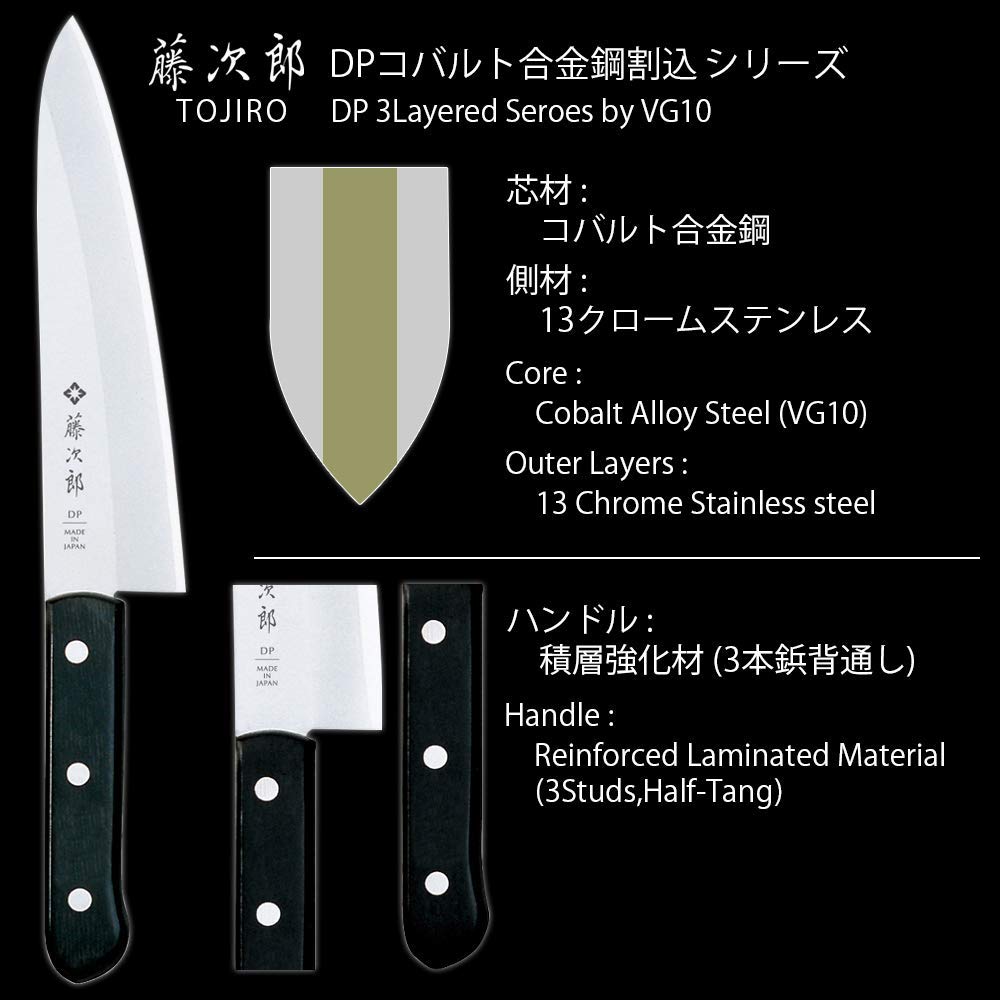 藤次郎 DPコバルト合金鋼割込 シリーズ
TOJIRO DP 3Layered Seroes by VG10
芯材 :
コバルト合金鋼
側材 :
13クロームステンレス
Core :
Cobalt Alloy Steel (VG10)
Outer Layers :
13 Chrome Stainless steel
藤次郎
DP
MADE
IN
JAPAN
次郎
DP
MADE
IN
JAPAN
ハンドル :
積層強化材 (3本鋲背通し)
Handle :
Reinforced Laminated Material
(3Studs,Half-Tang)